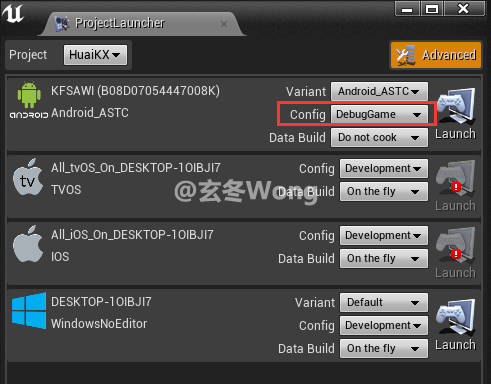 ProjectLauncher
Project HuaiKX Advanced
KFSAWI (B08D07054447008K) Variant Android_ASTC
ANDROID Android_ASTC Config DebugGame Launch
Data Build Do not cook
tv All_tvOS_On_DESKTOP-1OIBJI7 Config Development
TVOS Data Build On the fly Launch
@玄冬Wong
All_iOS_On_DESKTOP-1OIBJI7 Config Development
IOS Data Build On the fly Launch
DESKTOP-1OIBJI7 Variant Default
WindowsNoEditor Config Development Launch
Data Build On the fly